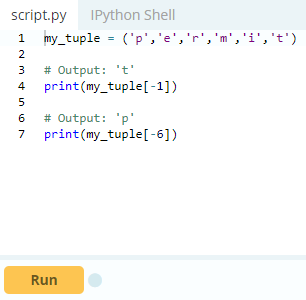 script.py IPython Shell
1 my_tuple = ('p','e','r','m','i','t')
2
3 # Output: 't'
4 print(my_tuple[-1])
5
6 # Output: 'p'
7 print(my_tuple[-6])
Run